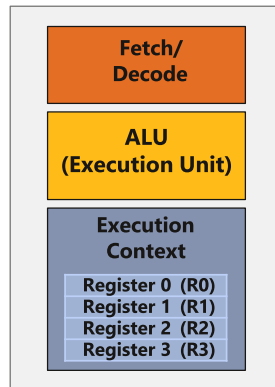 Fetch/
Decode
ALU
(Execution Unit)
Execution
Context
Register 0 (R0)
Register 1 (R1)
Register 2 (R2)
Register 3 (R3)